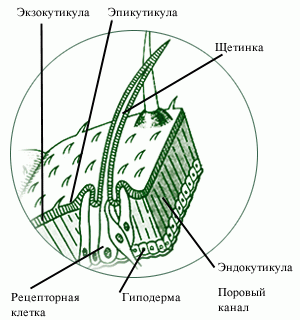 Экзокутикула
Эпикутикула
Щетинка
Эндокутикула
Рецепторная
клетка
Гиподерма
Поровый
канал